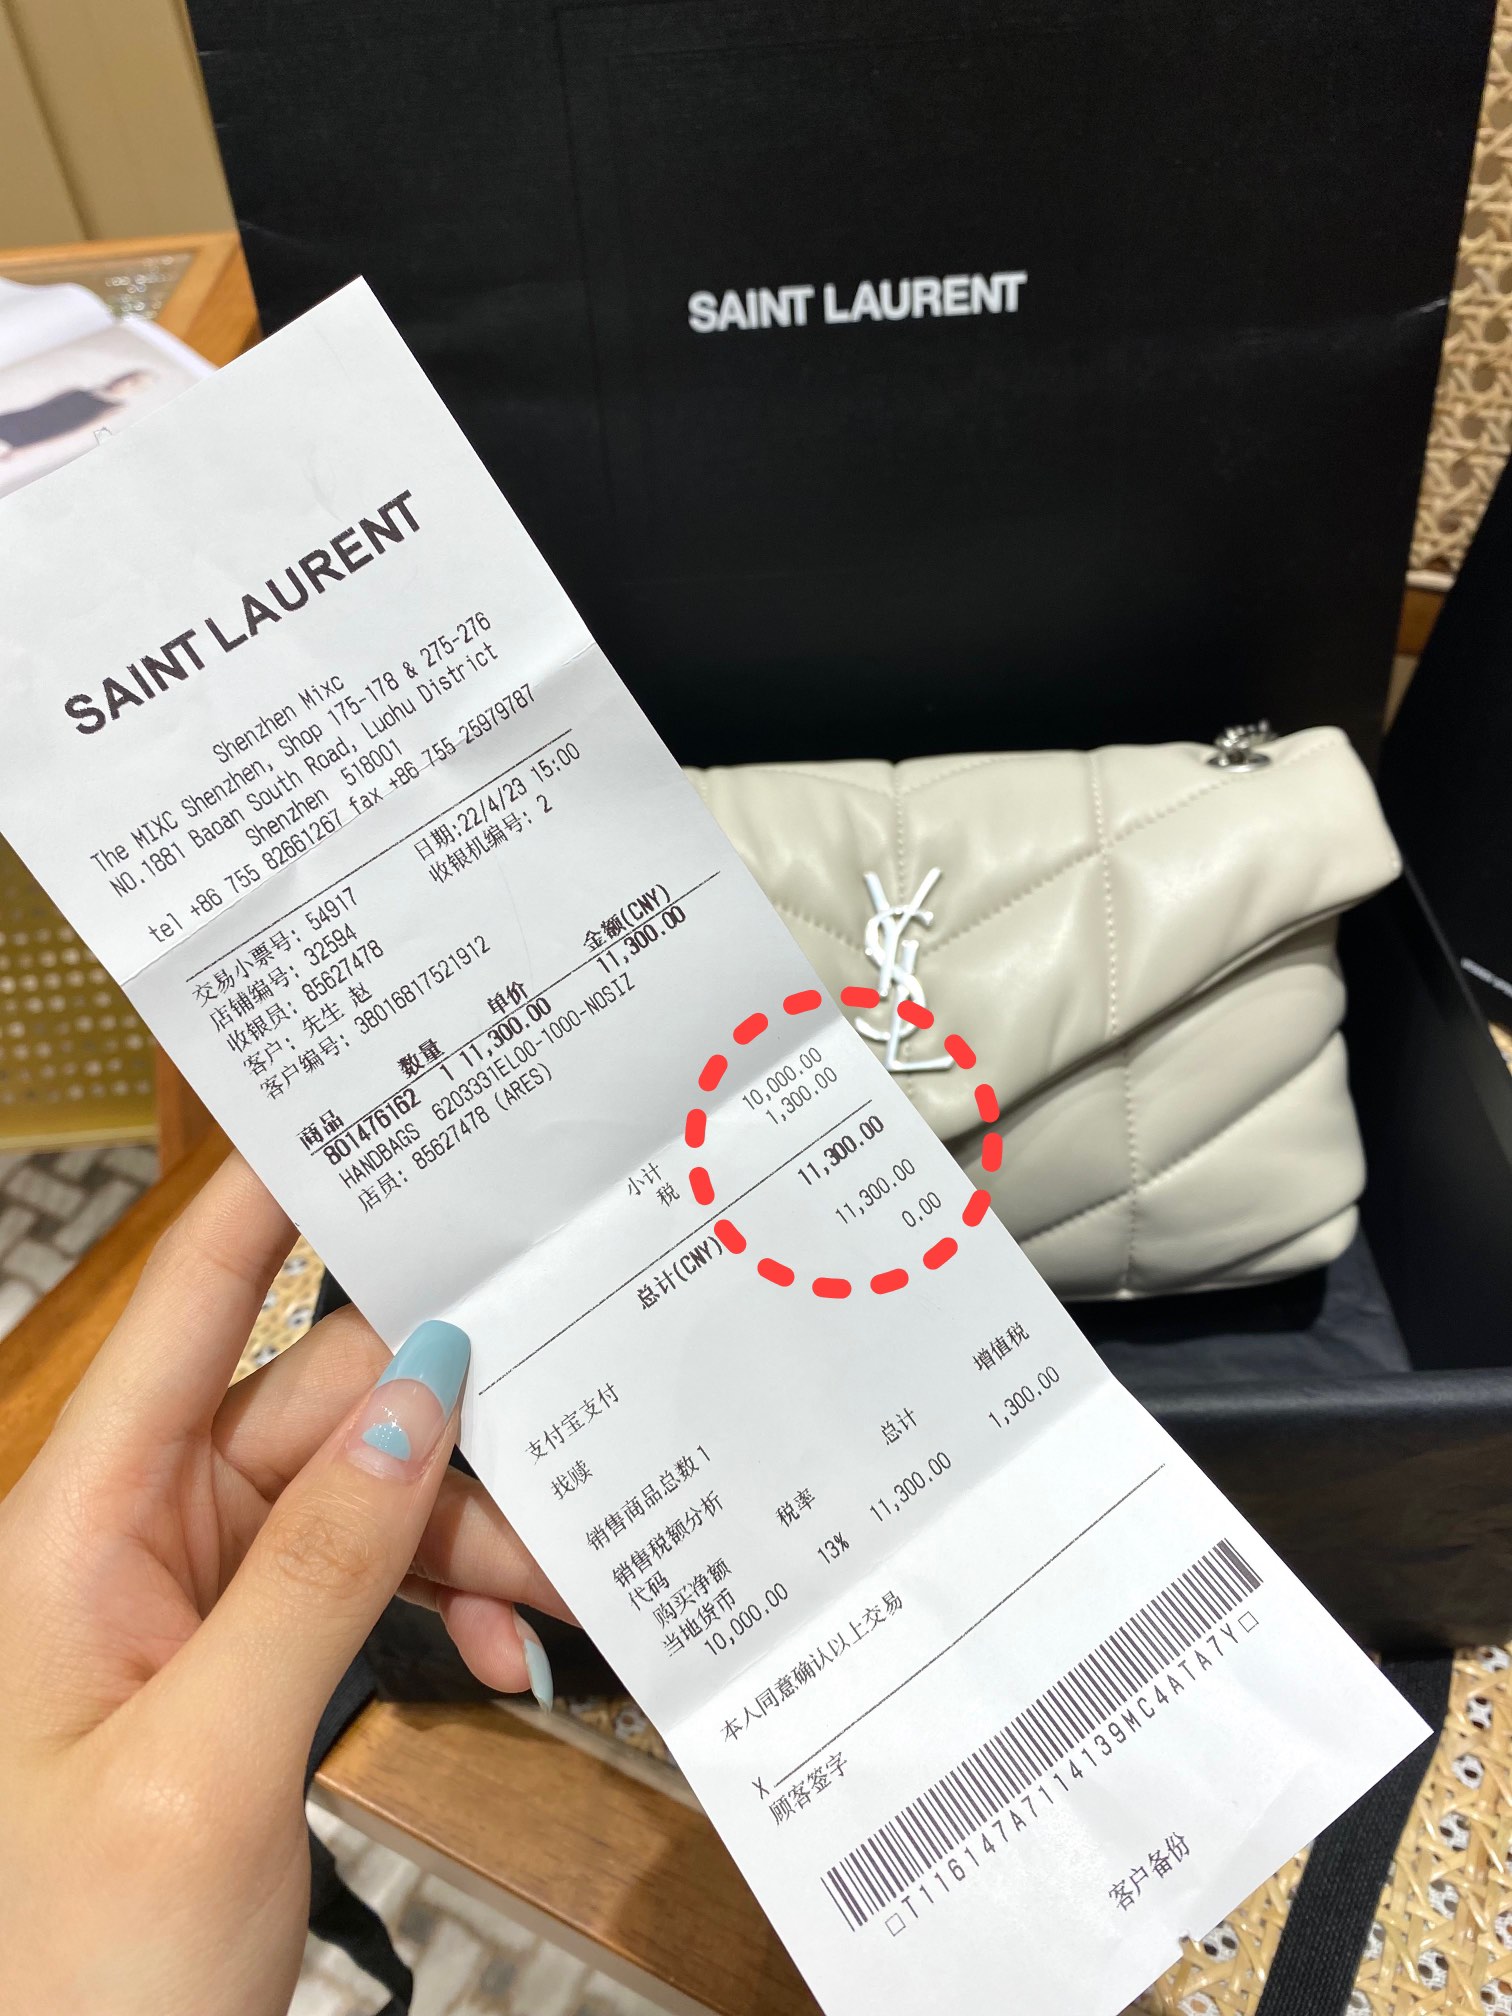 SAINT LAURENT
SAINT LAURENT
Shenzhen Mixc
The MIXC Shenzhen, Shop 175-178 & 275-276
NO.1881 Baoan South Road, Luohu District
Shenzhen 518001
tel +86 755 82661267 fax +86 755-25979787
交易小票号: 54917 日期:22/4/23 15:00
店铺编号: 32594 收银机编号: 2
收银员: 85627478
客户: 先生 赵
客户编号: 38016817521912
商品 数量 单价 金额(CNY)
801476162 1 11,300.00 11,300.00
HANDBAGS 6203331EL00-1000-NOSIZ
店员: 85627478 (ARES)
小计 10,000.00
税 1,300.00
总计(CNY) 11,300.00
支付宝支付 11,300.00
找赎 0.00
销售商品总数 1
销售税额分析
代码 税率 总计 增值税
购买净额
当地货币
10,000.00 13% 11,300.00 1,300.00
本人同意确认以上交易
X
顾客签字
□T116147A7114139MC4ATA7Y□
客户备份
YSL